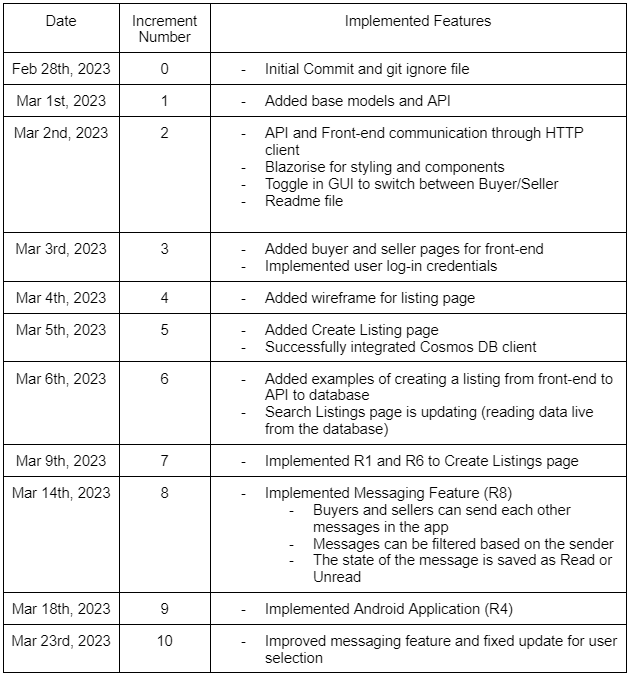 Date
Increment
Number
Implemented Features
Feb 28th, 2023
0
- Initial Commit and git ignore file
Mar 1st, 2023
1
- Added base models and API
Mar 2nd, 2023
2
- API and Front-end communication through HTTP
client
- Blazorise for styling and components
- Toggle in GUI to switch between Buyer/Seller
- Readme file
Mar 3rd, 2023
3
- Added buyer and seller pages for front-end
- Implemented user log-in credentials
Mar 4th, 2023
4
- Added wireframe for listing page
Mar 5th, 2023
5
- Added Create Listing page
- Successfully integrated Cosmos DB client
Mar 6th, 2023
6
- Added examples of creating a listing from front-end to
API to database
- Search Listings page is updating (reading data live
from the database)
Mar 9th, 2023
7
- Implemented R1 and R6 to Create Listings page
Mar 14th, 2023
8
- Implemented Messaging Feature (R8)
- Buyers and sellers can send each other
messages in the app
- Messages can be filtered based on the sender
- The state of the message is saved as Read or
Unread
Mar 18th, 2023
9
- Implemented Android Application (R4)
Mar 23rd, 2023
10
- Improved messaging feature and fixed update for user
selection